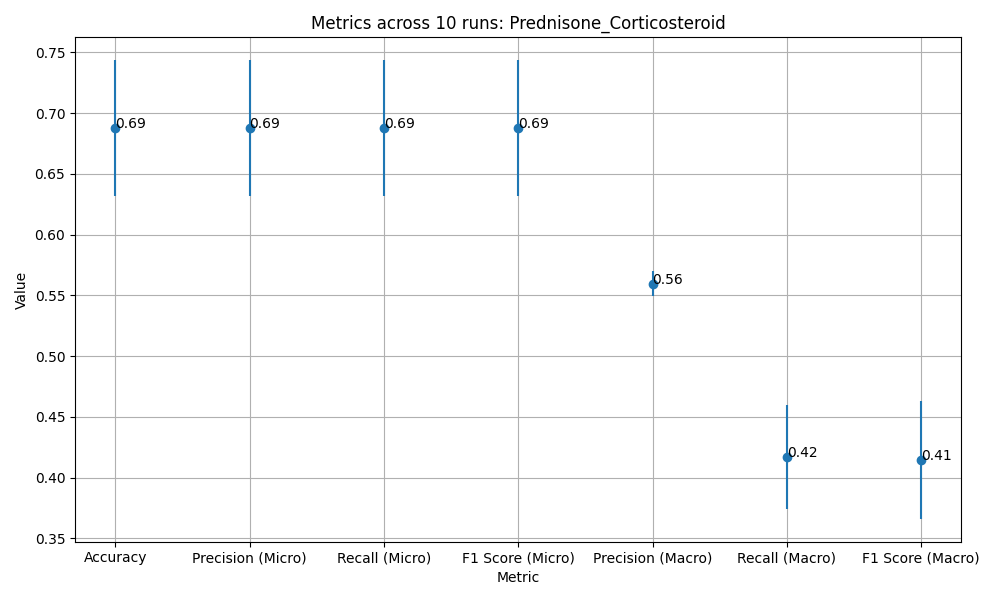 Metrics across 10 runs: Prednisone_Corticosteroid
0.75
0.70
0.65
0.60
0.55
0.50
0.45
0.40
0.35
Value
0.69
0.69
0.69
0.69
0.56
0.42
0.41
Accuracy
Precision (Micro)
Recall (Micro)
F1 Score (Micro)
Precision (Macro)
Recall (Macro)
F1 Score (Macro)
Metric